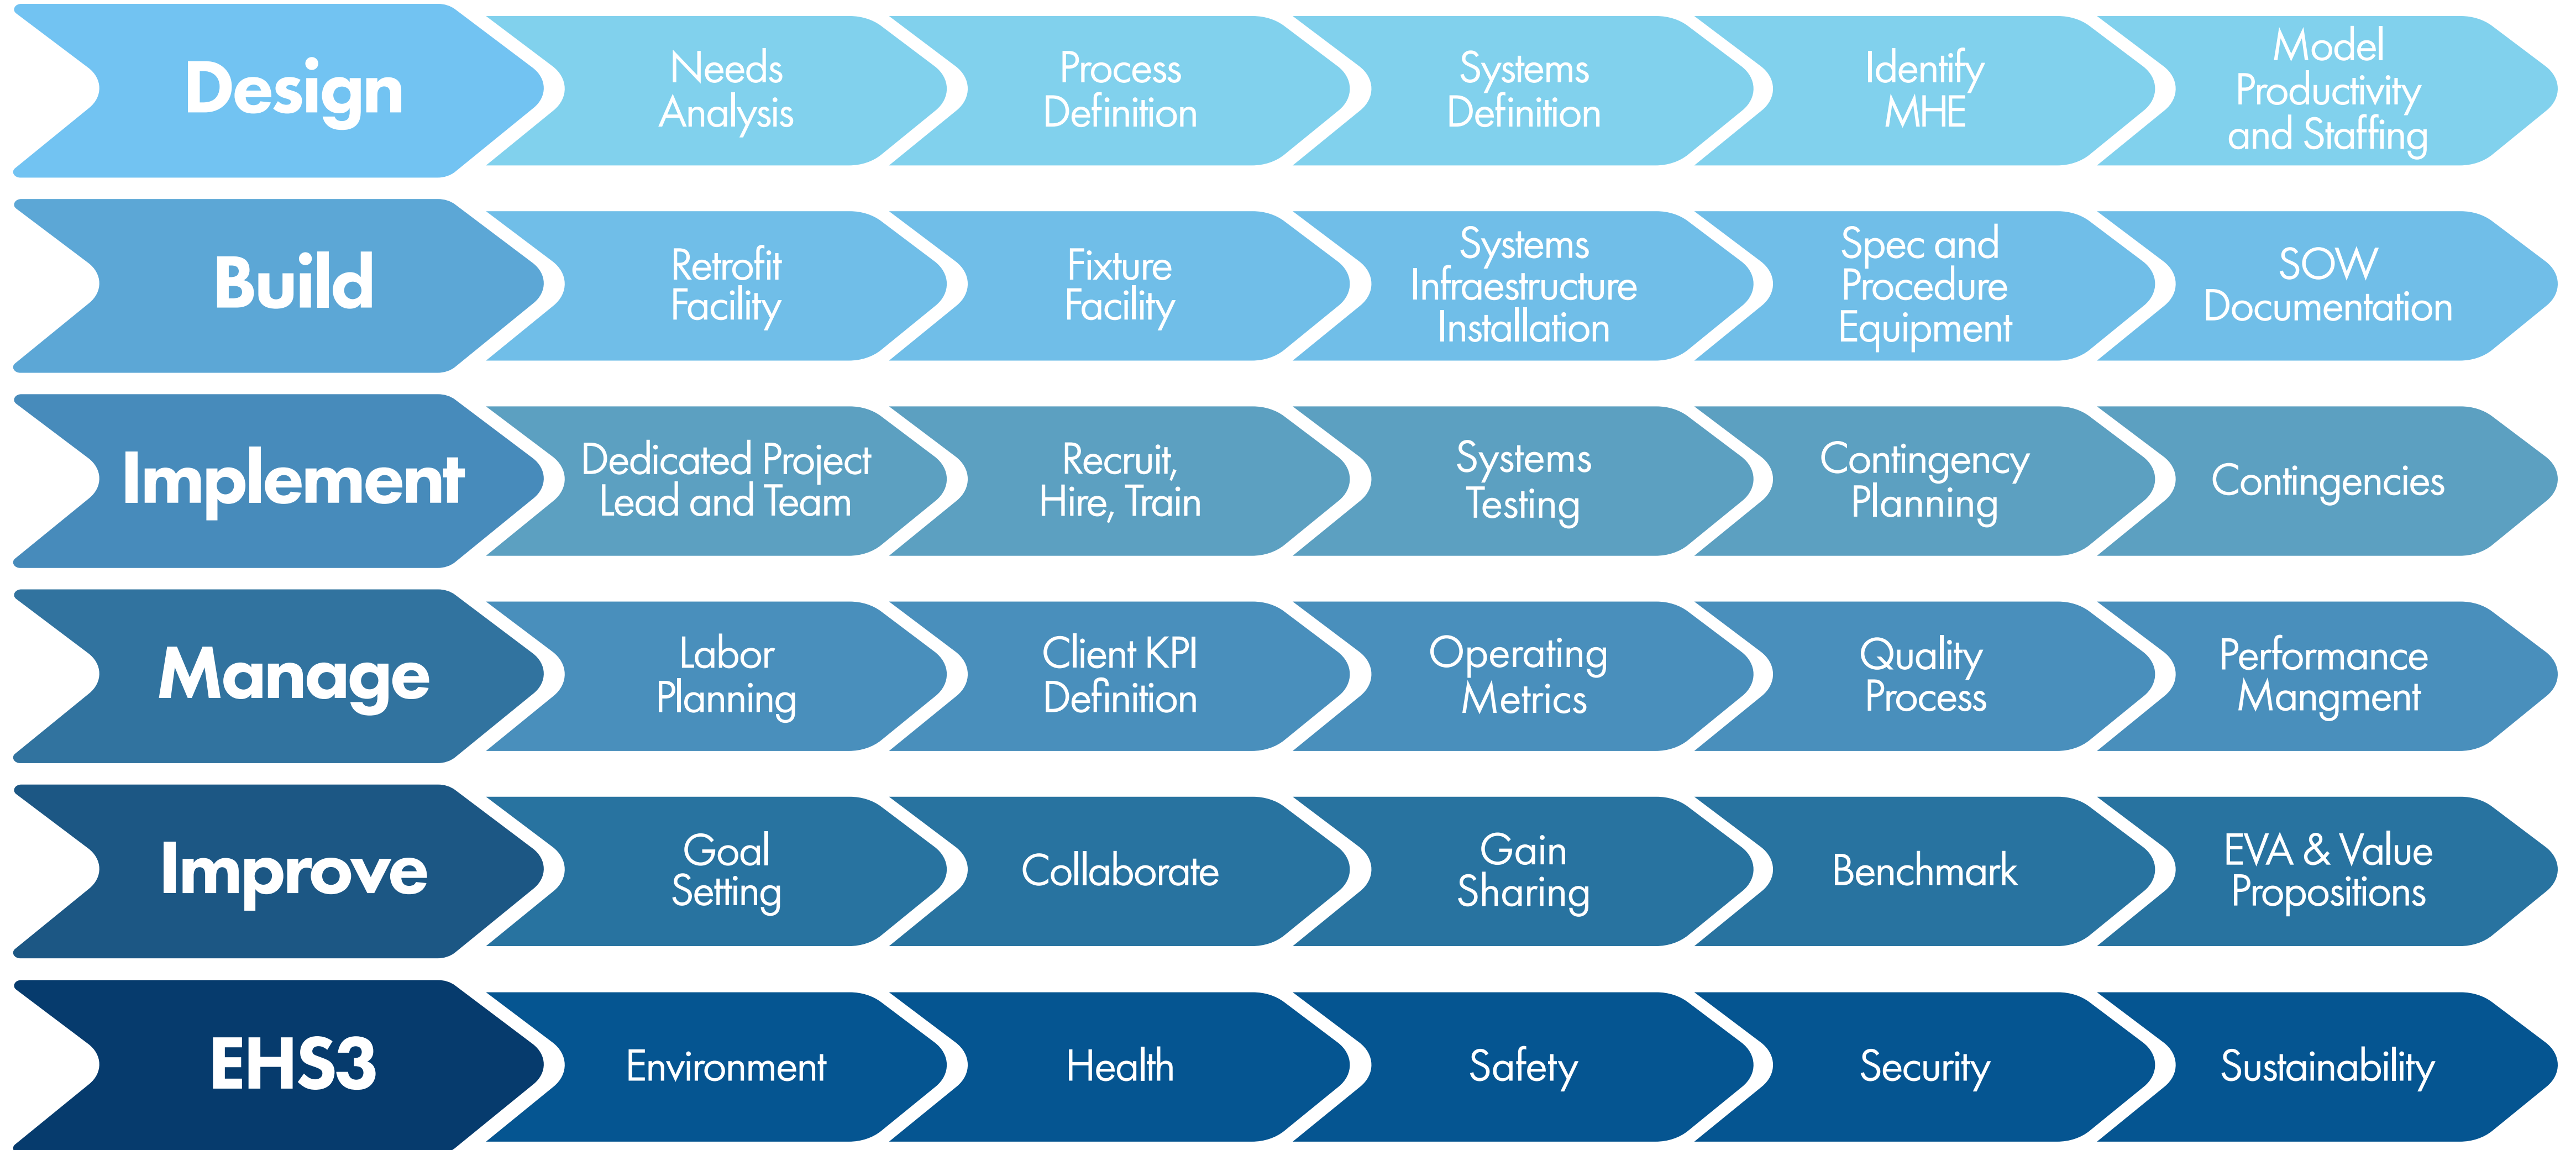 Design
Needs
Analysis
Process
Definition
Systems
Definition
Identify
MHE
Model
Productivity
and Staffing
Build
Retrofit
Facility
Fixture
Facility
Systems
Infraestructure
Installation
Spec and
Procedure
Equipment
SOW
Documentation
Implement
Dedicated Project
Lead and Team
Recruit,
Hire, Train
Systems
Testing
Contingency
Planning
Contingencies
Manage
Labor
Planning
Client KPI
Definition
Operating
Metrics
Quality
Process
Performance
Mangment
Improve
Goal
Setting
Collaborate
Gain
Sharing
Benchmark
EVA & Value
Propositions
EHS3
Environment
Health
Safety
Security
Sustainability